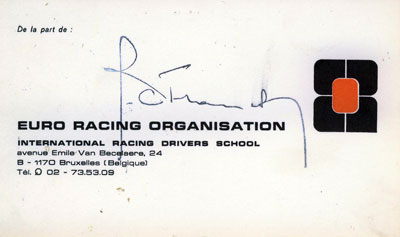 De la part de :
EURO RACING ORGANISATION
INTERNATIONAL RACING DRIVERS SCHOOL
avenue Emile Van Becelaere, 24
B - 1170 Bruxelles (Belgique)
Tél. 02 - 73.53.09